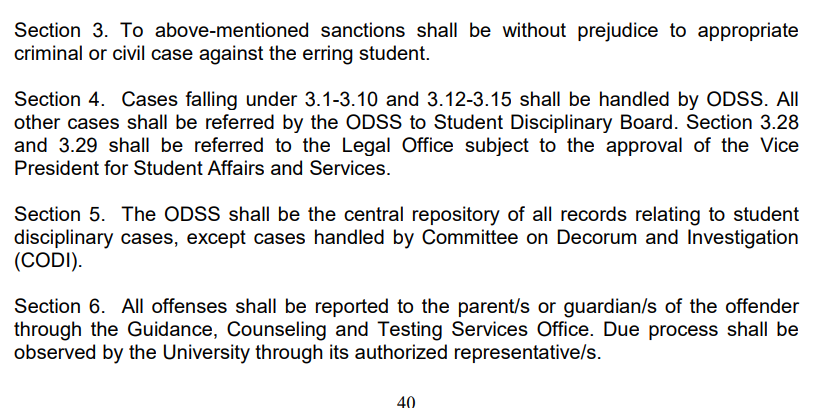 Section 3. To above-mentioned sanctions shall be without prejudice to appropriate
criminal or civil case against the erring student.
Section 4. Cases falling under 3.1-3.10 and 3.12-3.15 shall be handled by ODSS. All
other cases shall be referred by the ODSS to Student Disciplinary Board. Section 3.28
and 3.29 shall be referred to the Legal Office subject to the approval of the Vice
President for Student Affairs and Services.
Section 5. The ODSS shall be the central repository of all records relating to student
disciplinary cases, except cases handled by Committee on Decorum and Investigation
(CODI).
Section 6. All offenses shall be reported to the parent/s or guardian/s of the offender
through the Guidance, Counseling and Testing Services Office. Due process shall be
observed by the University through its authorized representative/s.
40